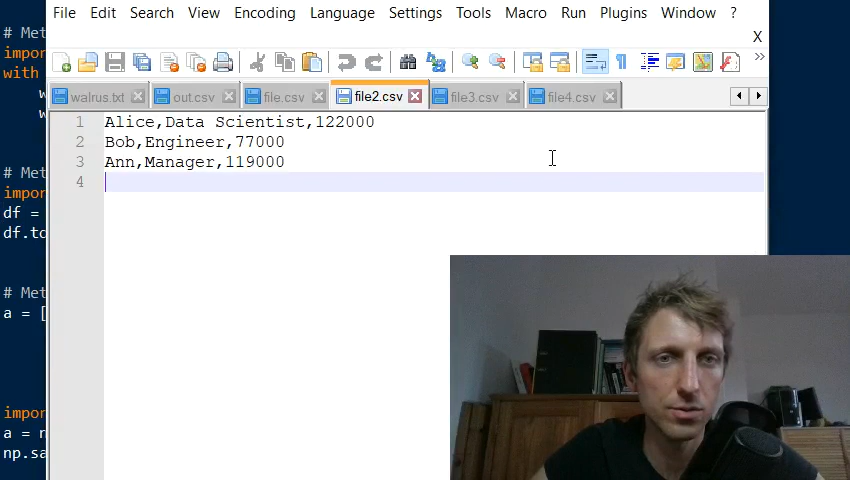 File Edit Search View Encoding Language Settings Tools Macro Run Plugins Window ?
X
walrus.txt out.csv file.csv file2.csv file3.csv file4.csv
1 Alice,Data Scientist,122000
2 Bob,Engineer,77000
3 Ann,Manager,119000
4
# Met
impor
with
w
w
# Met
impor
df =
df.to
# Met
a = [
impor
a = n
np.sa